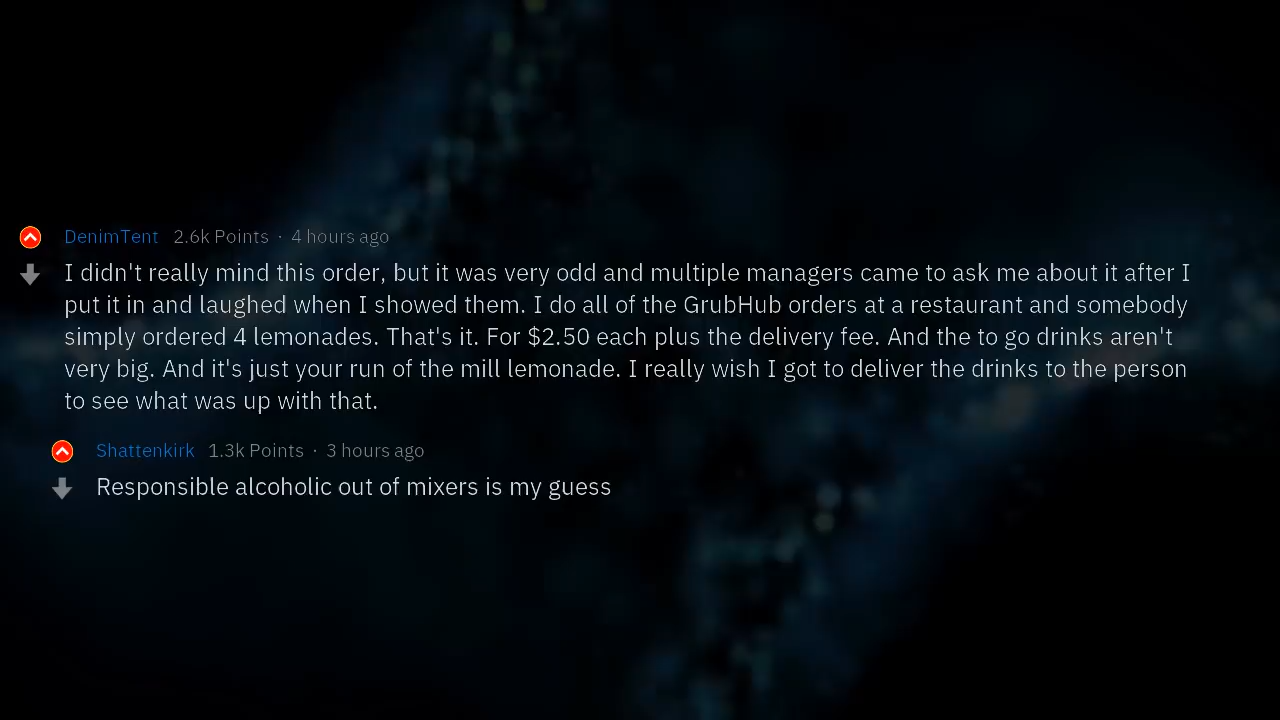 DenimTent 2.6k Points · 4 hours ago
I didn't really mind this order, but it was very odd and multiple managers came to ask me about it after I
put it in and laughed when I showed them. I do all of the GrubHub orders at a restaurant and somebody
simply ordered 4 lemonades. That's it. For $2.50 each plus the delivery fee. And the to go drinks aren't
very big. And it's just your run of the mill lemonade. I really wish I got to deliver the drinks to the person
to see what was up with that.
Shattenkirk 1.3k Points · 3 hours ago
Responsible alcoholic out of mixers is my guess